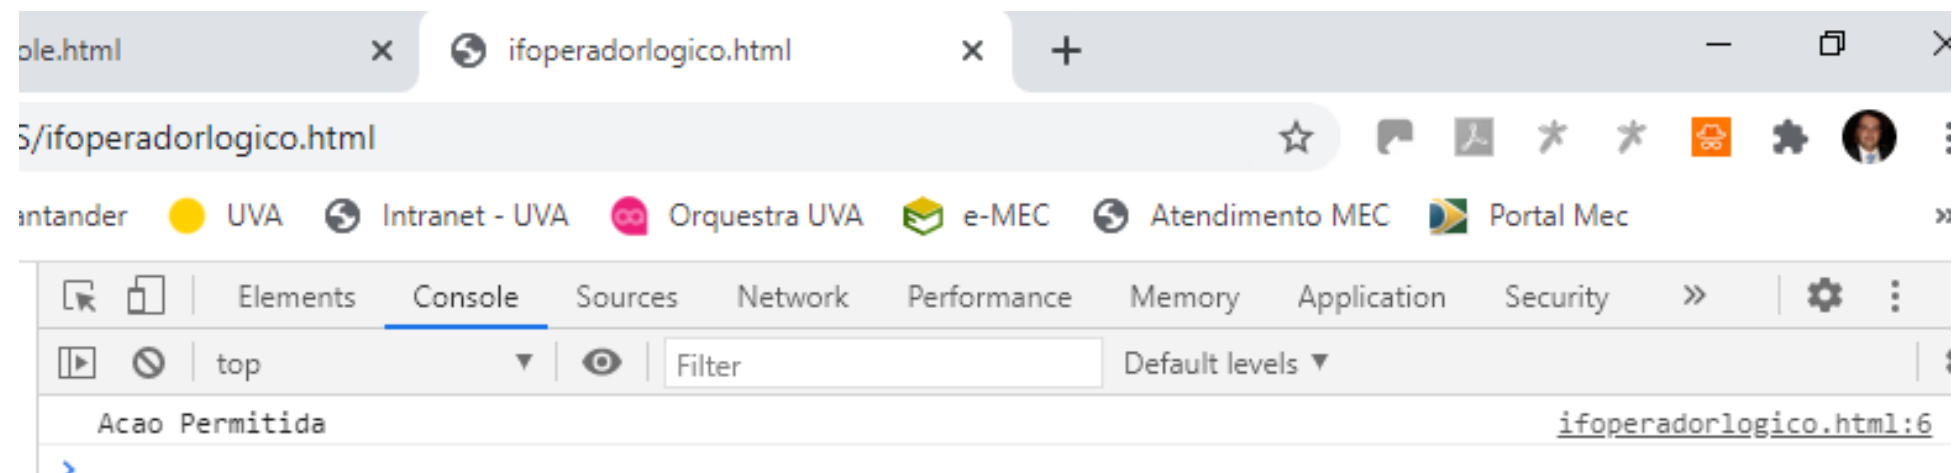 ole.html ifoperadorlogico.html
S/ifoperadorlogico.html
antander UVA Intranet - UVA Orquestra UVA e-MEC Atendimento MEC Portal Mec »
Elements Console Sources Network Performance Memory Application Security »
top Filter Default levels
Acao Permitida ifoperadorlogico.html:6